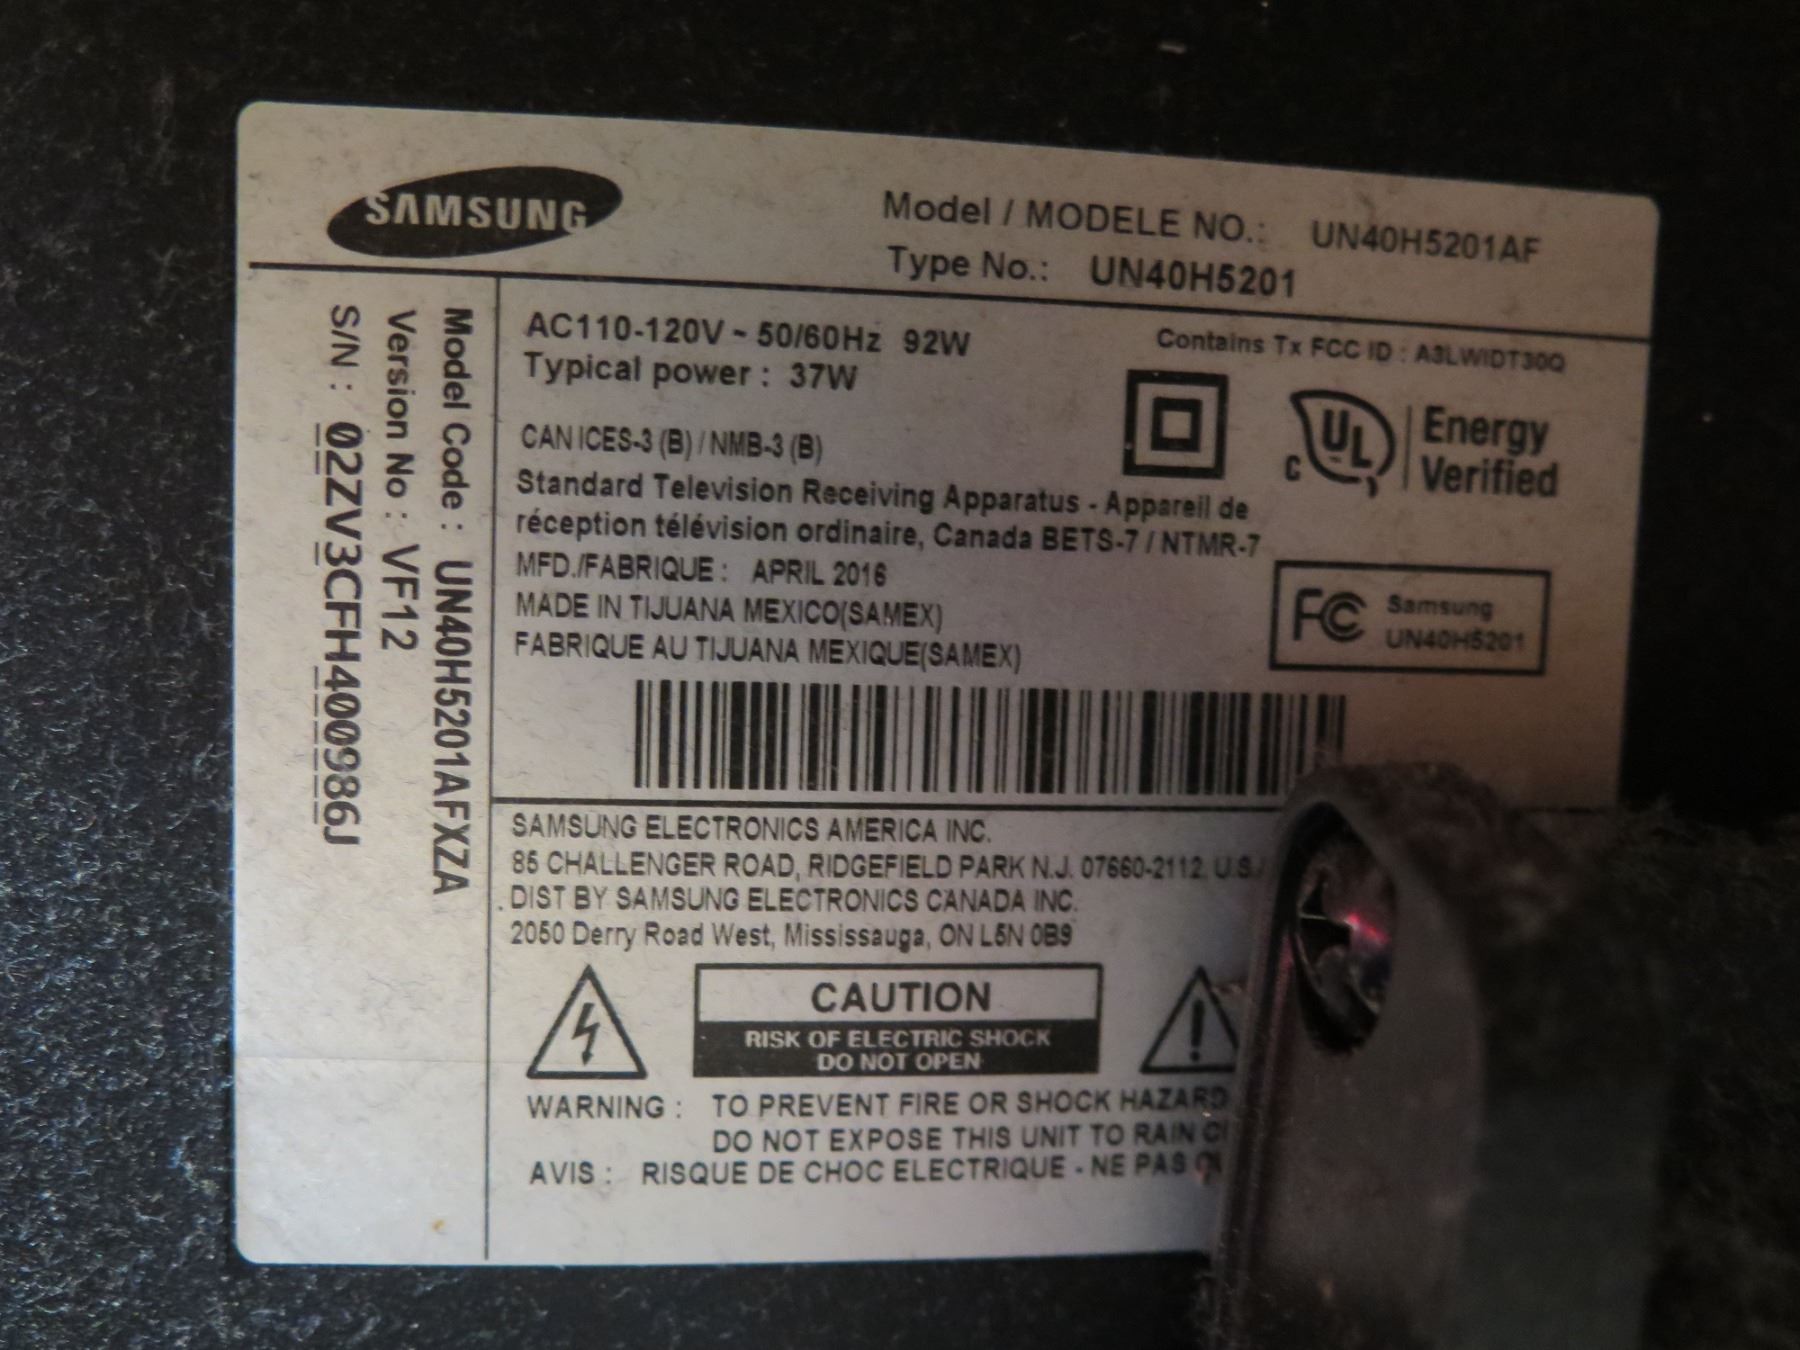 SAMSUNG
Model / MODELE NO.: UN40H5201AF
Type No.: UN40H5201
Model Code : UN40H5201AFXZA
Version No : VF12
S/N : 02ZV3CFH400986J
AC110-120V ~ 50/60Hz 92W
Typical power : 37W
Contains Tx FCC ID : A3LWIDT30Q
CAN ICES-3 (B) / NMB-3 (B)
C UL Energy
Verified
Standard Television Receiving Apparatus - Appareil de
réception télévision ordinaire, Canada BETS-7 / NTMR-7
MFD./FABRIQUE : APRIL 2016
MADE IN TIJUANA MEXICO(SAMEX)
FABRIQUE AU TIJUANA MEXIQUE(SAMEX)
FC Samsung
UN40H5201
SAMSUNG ELECTRONICS AMERICA INC.
85 CHALLENGER ROAD, RIDGEFIELD PARK N.J. 07660-2112, U.S.
DIST BY SAMSUNG ELECTRONICS CANADA INC.
2050 Derry Road West, Mississauga, ON L5N 0B9
CAUTION
RISK OF ELECTRIC SHOCK
DO NOT OPEN
WARNING : TO PREVENT FIRE OR SHOCK HAZARD
DO NOT EXPOSE THIS UNIT TO RAIN
AVIS : RISQUE DE CHOC ELECTRIQUE - NE PAS